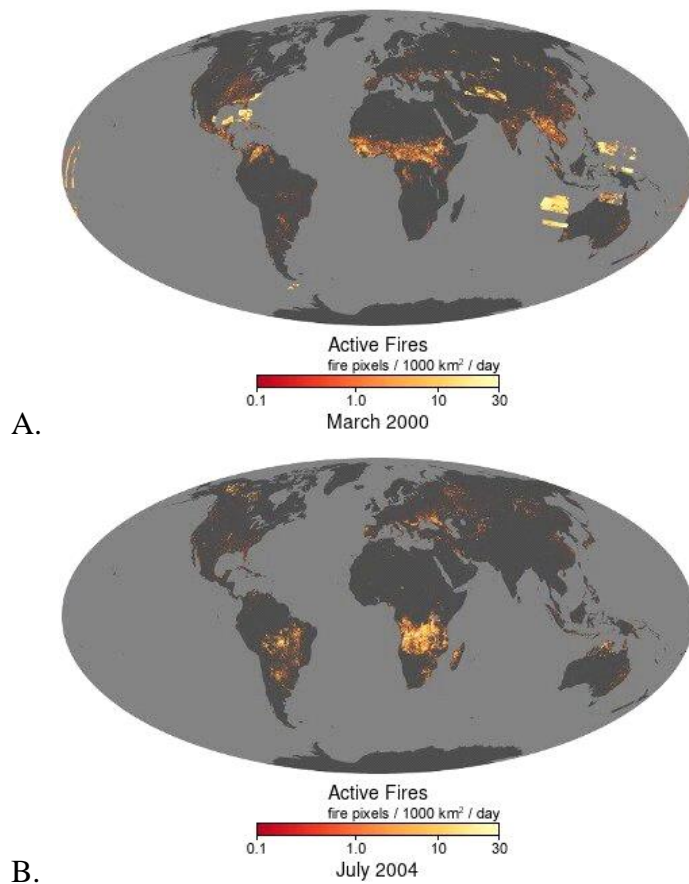 Active Fires
fire pixels / 1000 km² / day
0.1 1.0 10 30
March 2000
A.
Active Fires
fire pixels / 1000 km² / day
0.1 1.0 10 30
July 2004
B.